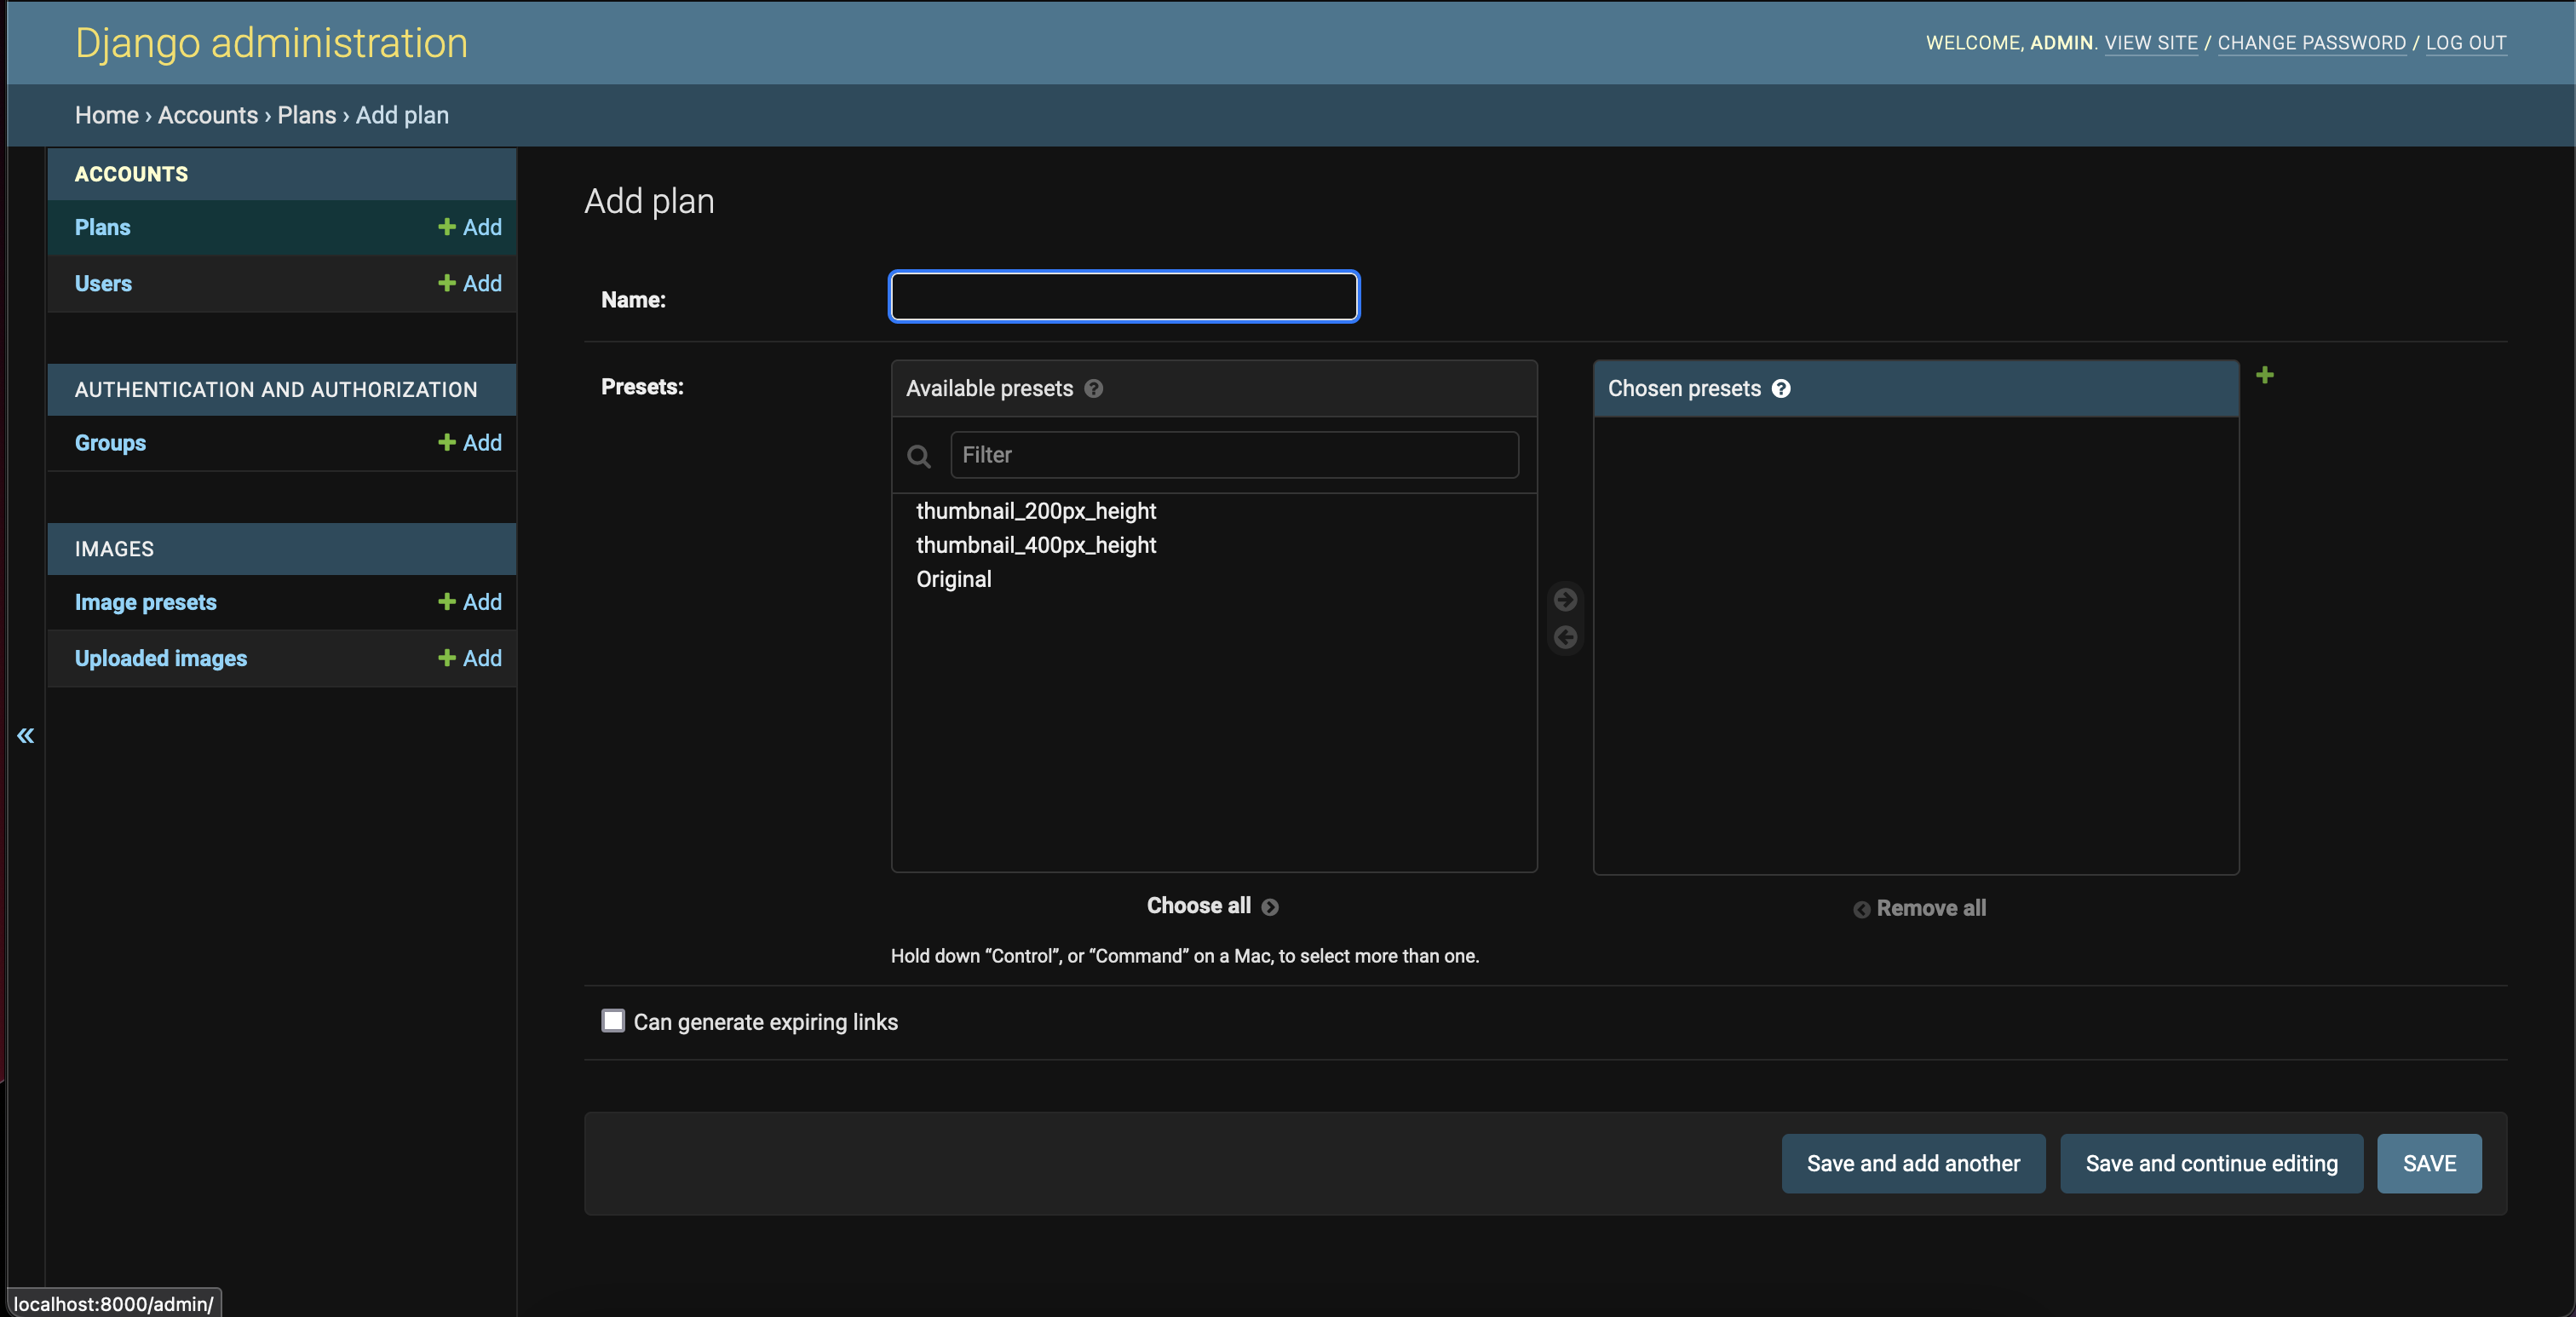 Django administration
WELCOME, ADMIN. VIEW SITE / CHANGE PASSWORD / LOG OUT
Home › Accounts › Plans › Add plan
ACCOUNTS
Plans
Add
Users
Add
AUTHENTICATION AND AUTHORIZATION
Groups
Add
IMAGES
Image presets
Add
Uploaded images
Add
«
Add plan
Name:
Presets:
Available presets
Filter
thumbnail_200px_height
thumbnail_400px_height
Original
Choose all
Chosen presets
Remove all
Hold down “Control”, or “Command” on a Mac, to select more than one.
Can generate expiring links
Save and add another
Save and continue editing
SAVE
localhost:8000/admin/